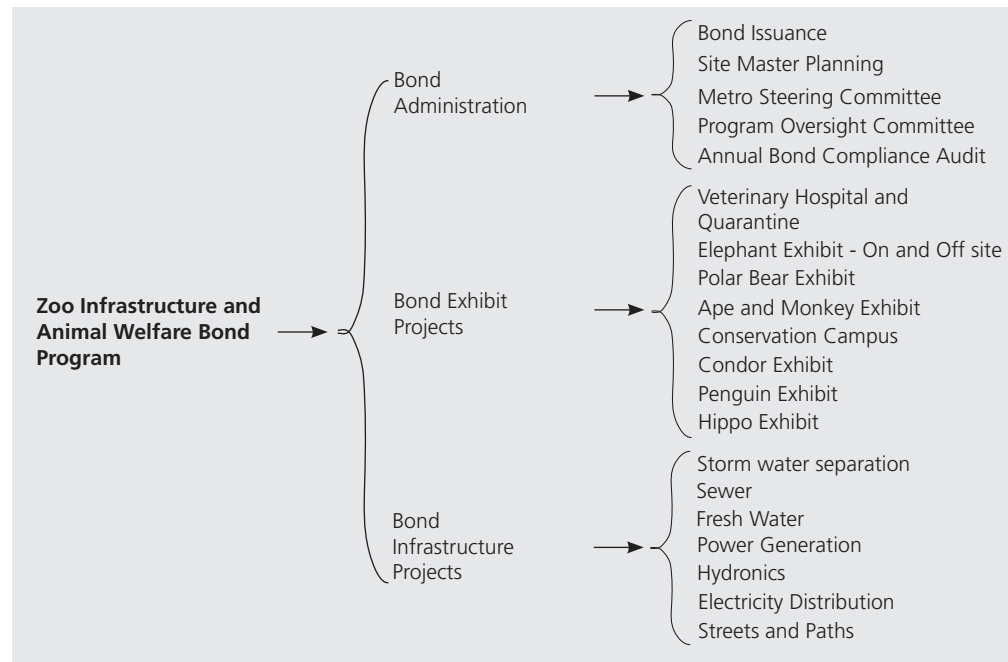 Zoo Infrastructure and
Animal Welfare Bond
Program
Bond
Administration
Bond Issuance
Site Master Planning
Metro Steering Committee
Program Oversight Committee
Annual Bond Compliance Audit
Bond Exhibit
Projects
Veterinary Hospital and
Quarantine
Elephant Exhibit - On and Off site
Polar Bear Exhibit
Ape and Monkey Exhibit
Conservation Campus
Condor Exhibit
Penguin Exhibit
Hippo Exhibit
Bond
Infrastructure
Projects
Storm water separation
Sewer
Fresh Water
Power Generation
Hydronics
Electricity Distribution
Streets and Paths